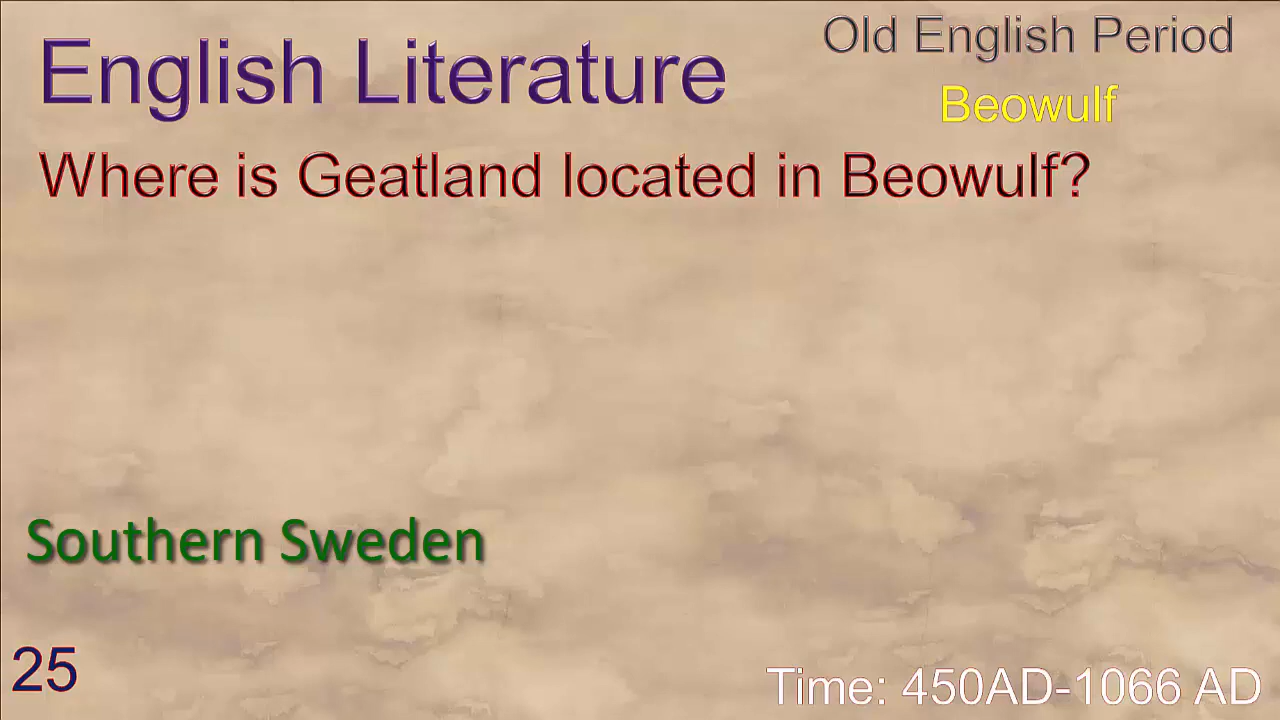 English Literature
Old English Period
Beowulf
Where is Geatland located in Beowulf?
Southern Sweden
25
Time: 450AD-1066 AD